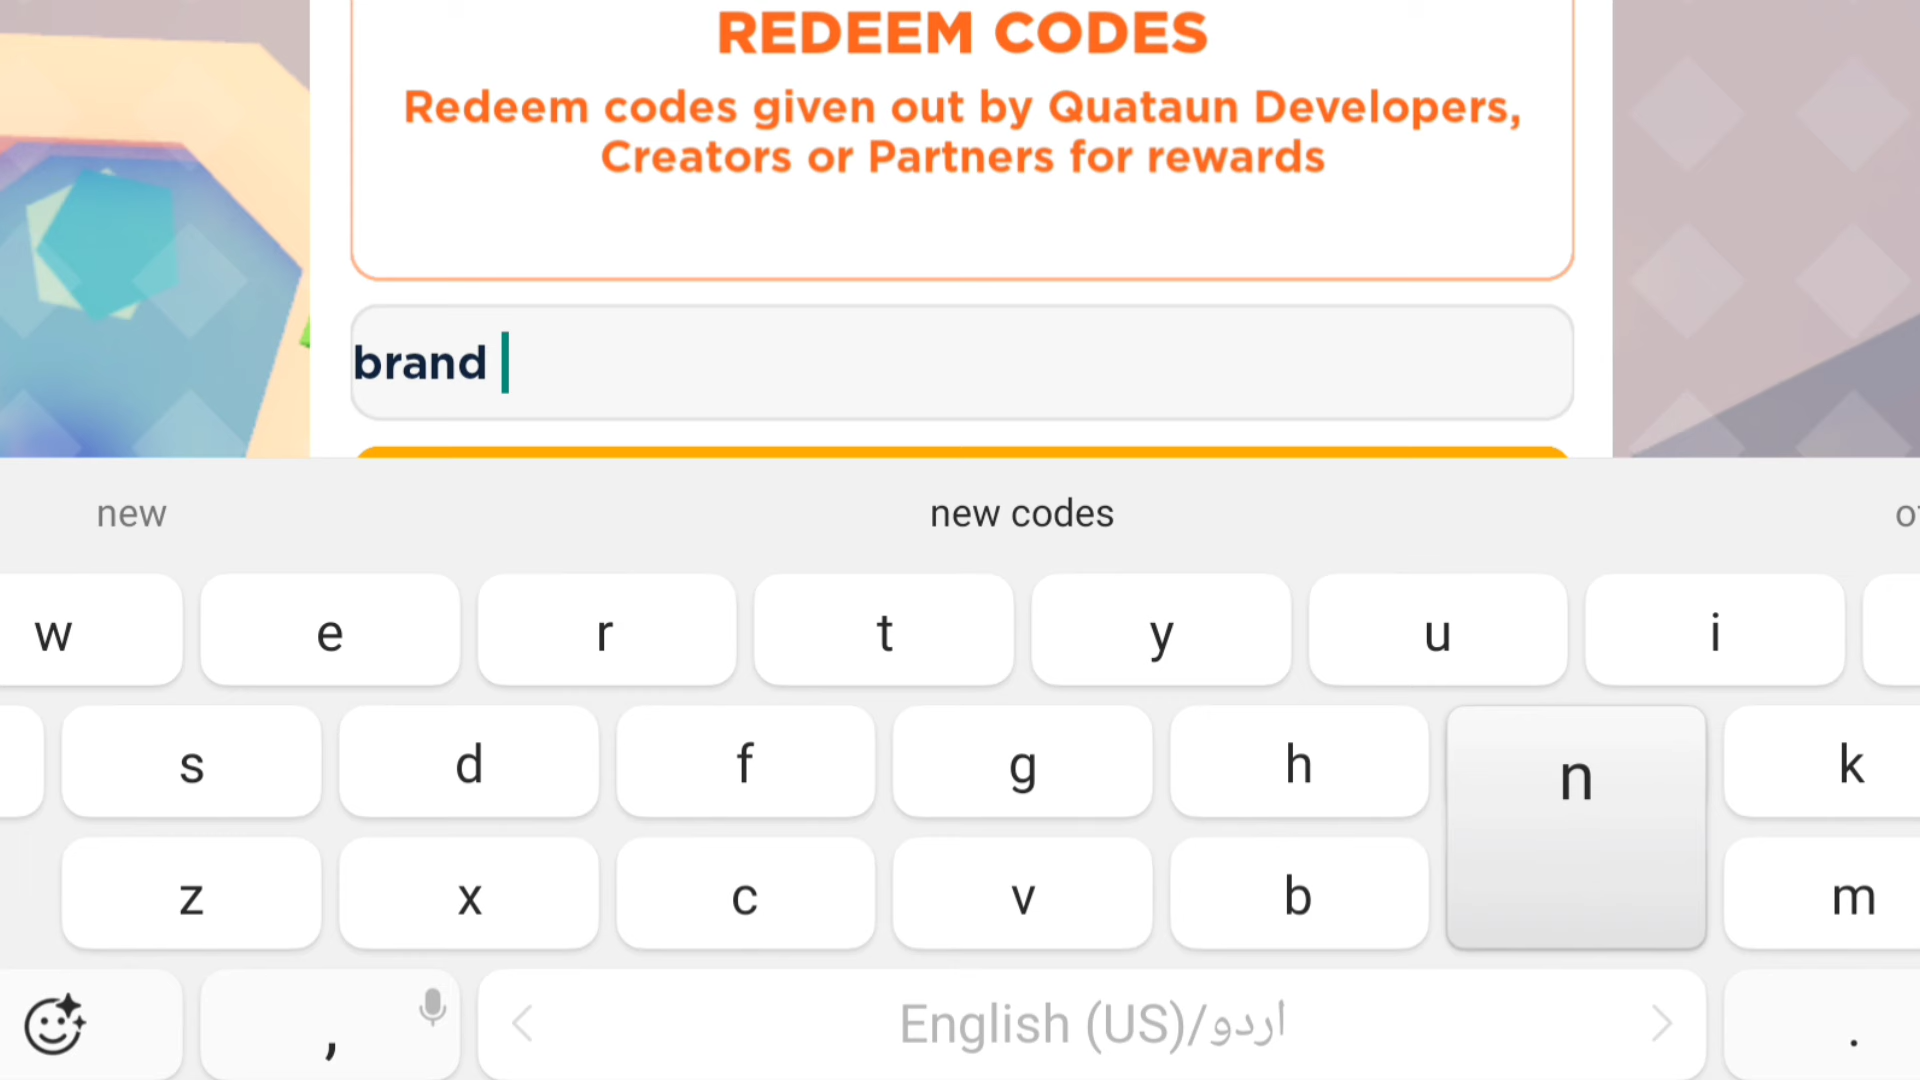 REDEEM CODES
Redeem codes given out by Quataun Developers,
Creators or Partners for rewards
brand
new new codes
w e r t y u i
s d f g h n k
z x c v b m
, English (US)/اردو .